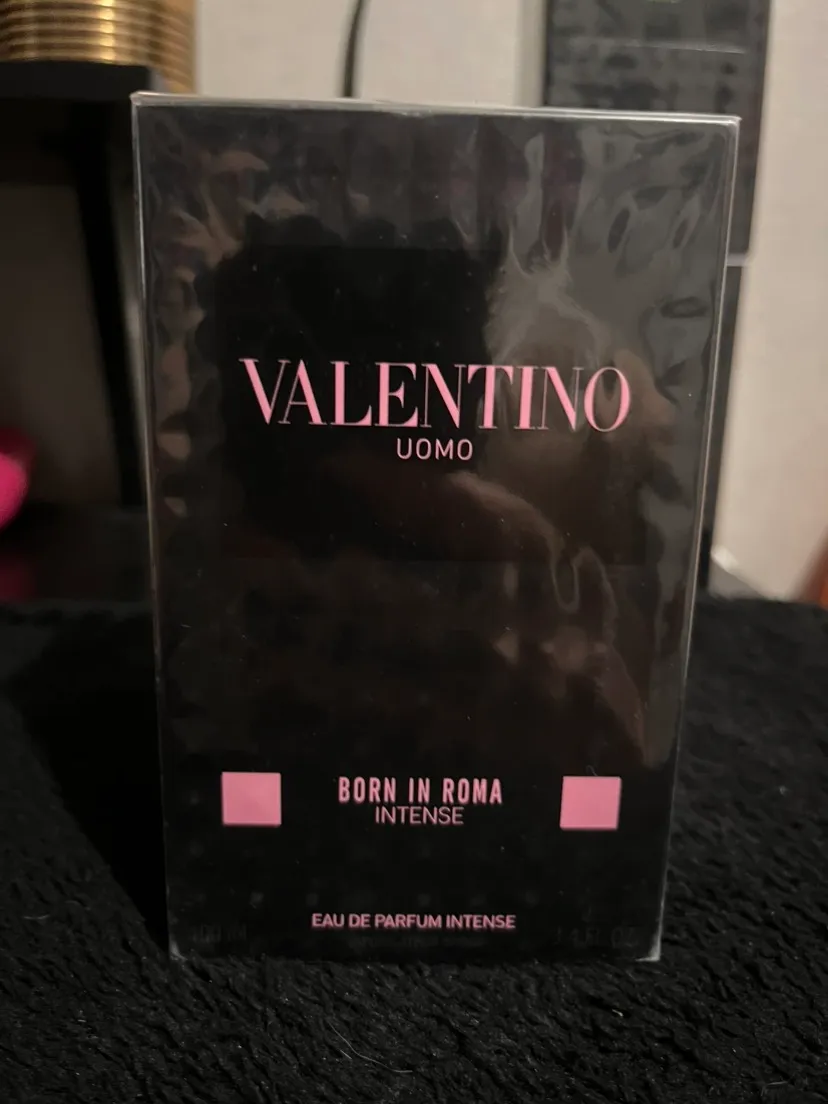 VALENTINO
UOMO
BORN IN ROMA
INTENSE
EAU DE PARFUM INTENSE